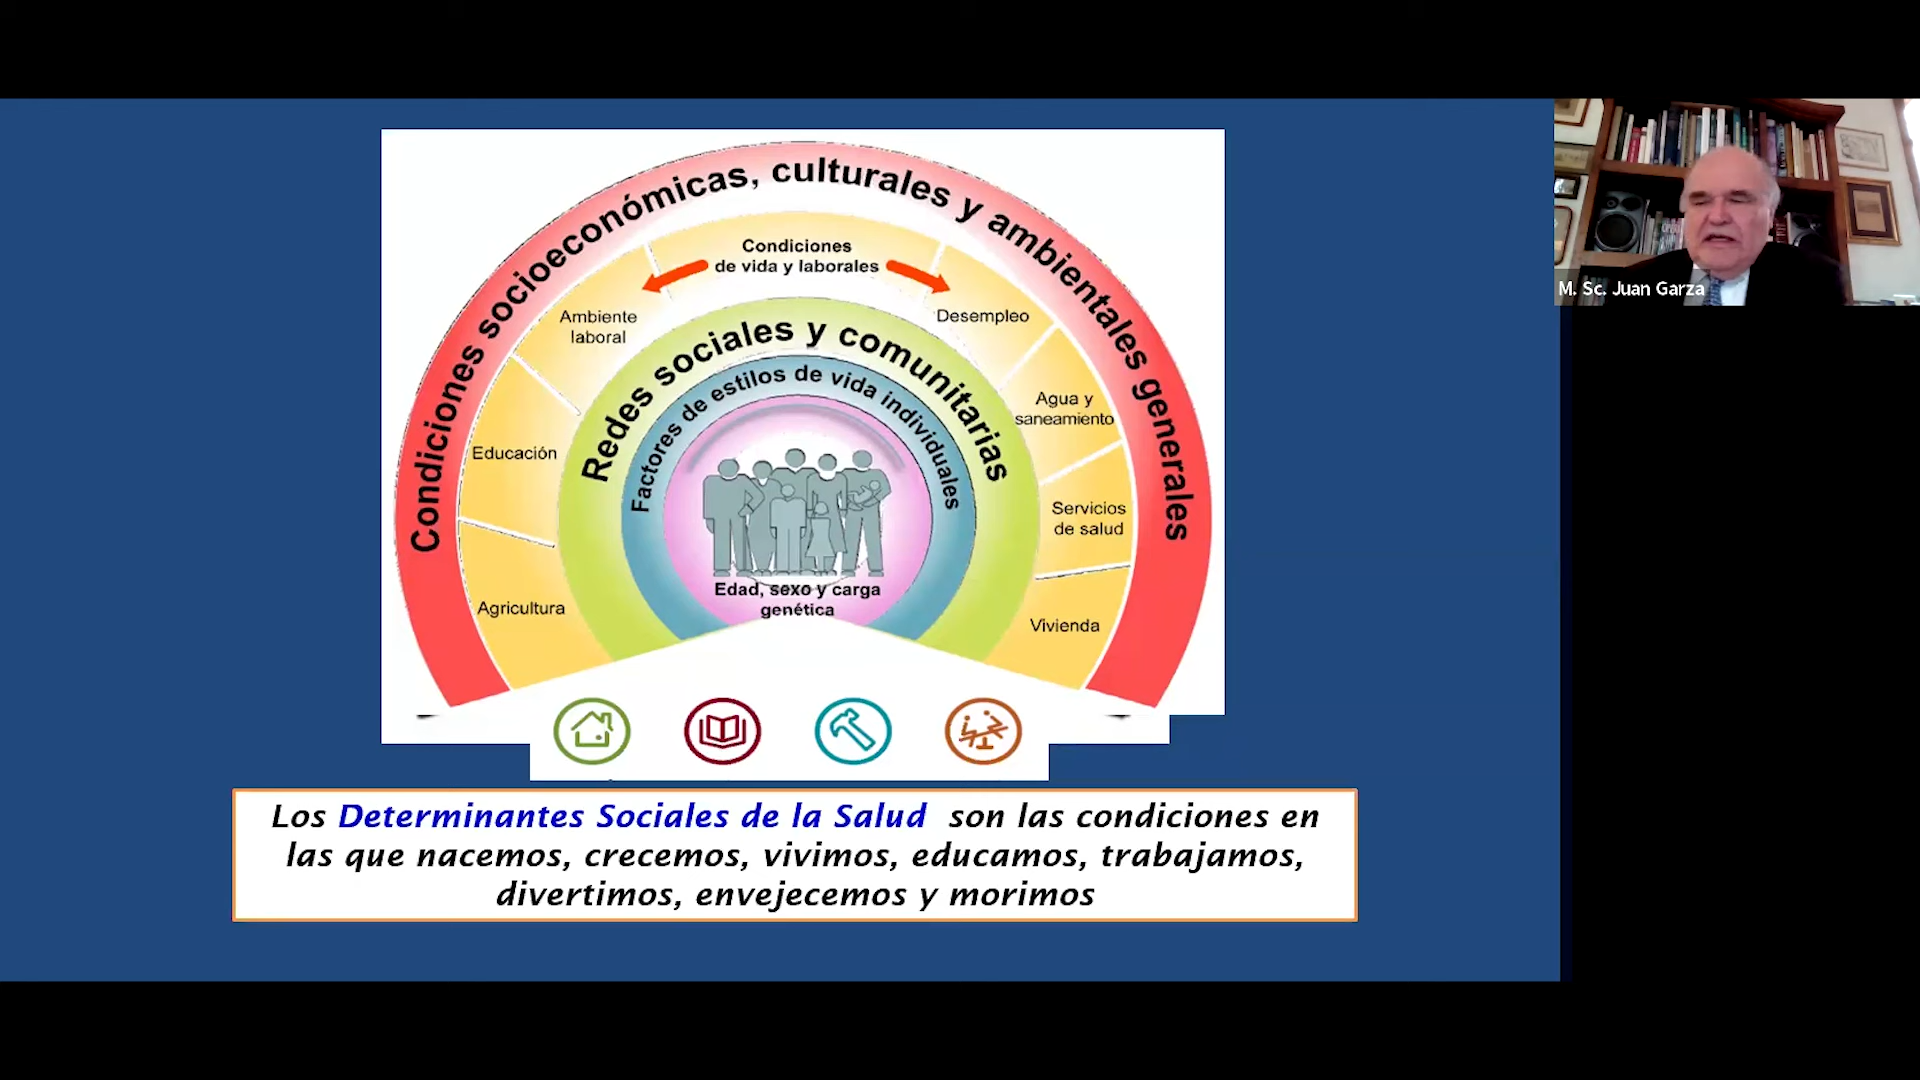 Condiciones socioeconómicas, culturales y ambientales generales
Condiciones
de vida y laborales
Ambiente
laboral
Desempleo
Redes sociales y comunitarias
Factores de estilos de vida individuales
Agua y
saneamiento
Educación
Servicios
de salud
Agricultura
Vivienda
Edad, sexo y carga
genética
Los Determinantes Sociales de la Salud son las condiciones en
las que nacemos, crecemos, vivimos, educamos, trabajamos,
divertimos, envejecemos y morimos
M. Sc. Juan Garza